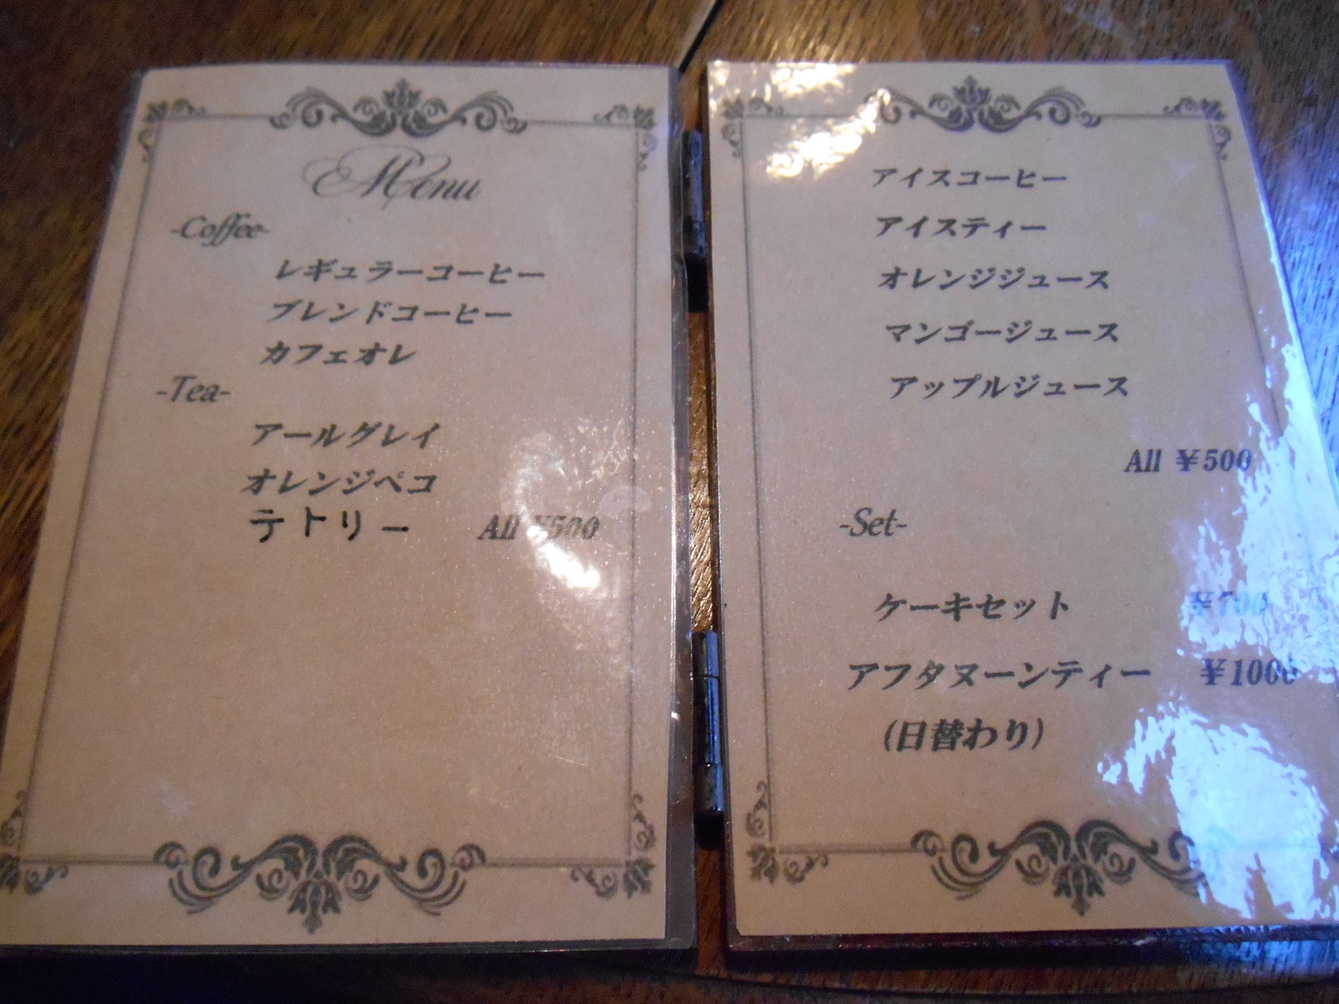 Menu
-Coffee-
レギュラーコーヒー
ブレンドコーヒー
カフェオレ
-Tea-
アールグレイ
オレンジペコ
テトリー All ¥500
アイスコーヒー
アイスティー
オレンジジュース
マンゴージュース
アップルジュース
All ¥500
-Set-
ケーキセット ¥700
アフタヌーンティー ¥1000
(日替わり)